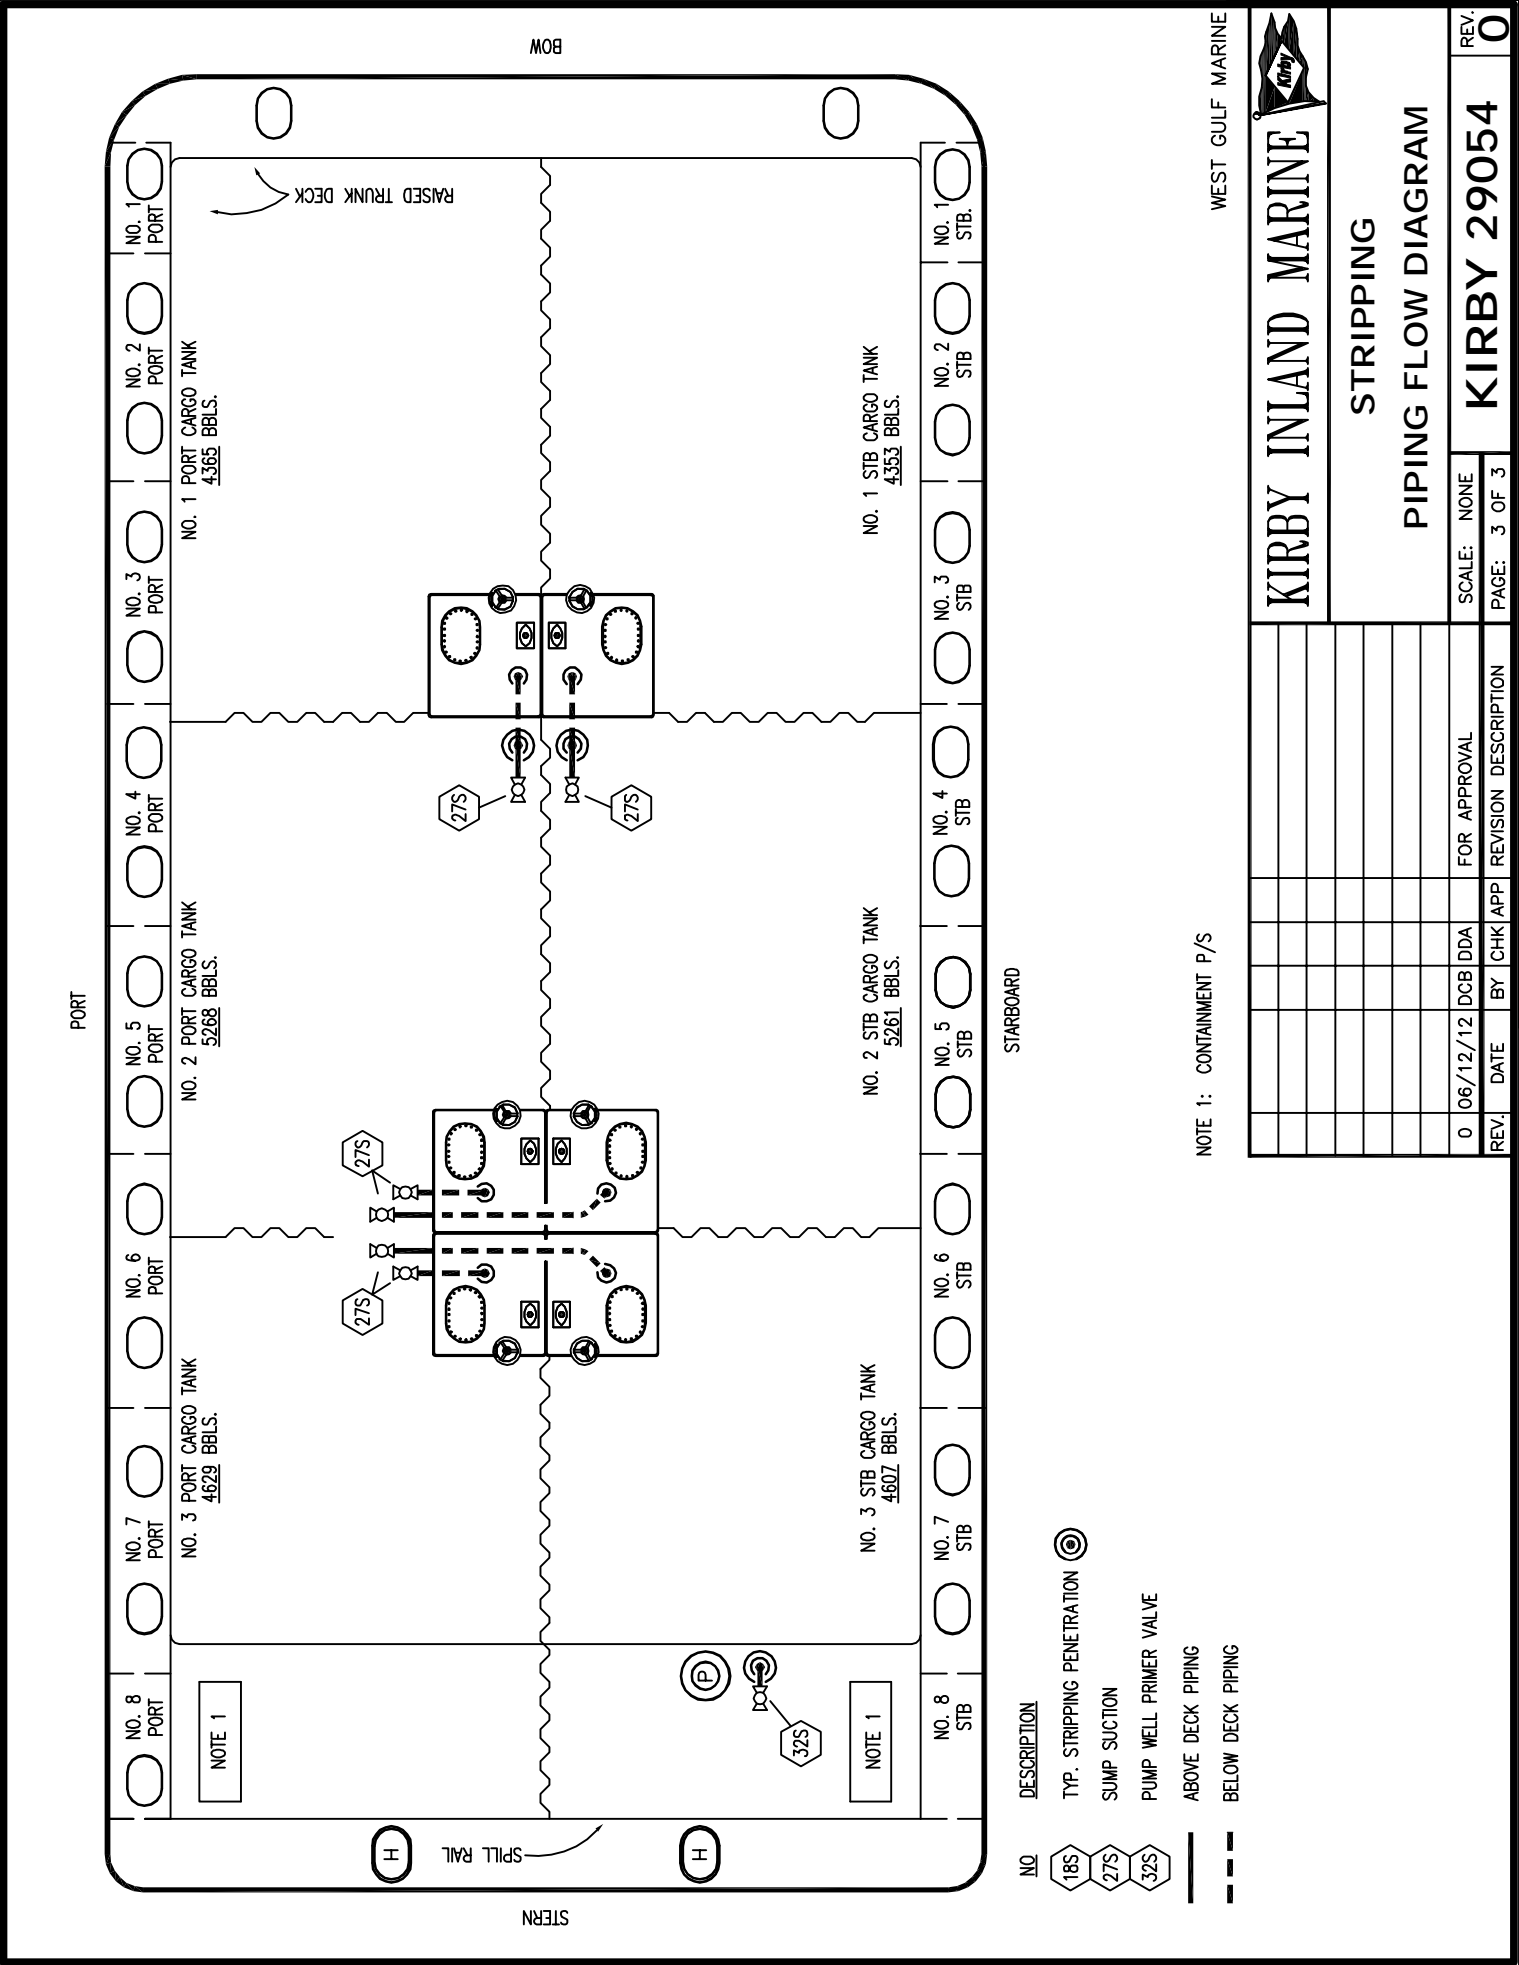 BOW
PORT
STARBOARD
STERN
RAISED TRUNK DECK
SPILL RAIL
NO. 8
PORT
NO. 7
PORT
NO. 6
PORT
NO. 5
PORT
NO. 4
PORT
NO. 3
PORT
NO. 2
PORT
NO. 1
PORT
NO. 3 PORT CARGO TANK
4629 BBLS.
NO. 2 PORT CARGO TANK
5268 BBLS.
NO. 1 PORT CARGO TANK
4365 BBLS.
NOTE 1
H
27S
27S
27S
27S
H
P
32S
NOTE 1
NO. 3 STB CARGO TANK
4607 BBLS.
NO. 2 STB CARGO TANK
5261 BBLS.
NO. 1 STB CARGO TANK
4353 BBLS.
NO. 8
STB
NO. 7
STB
NO. 6
STB
NO. 5
STB
NO. 4
STB
NO. 3
STB
NO. 2
STB
NO. 1
STB.
NO DESCRIPTION
18S TYP. STRIPPING PENETRATION
27S SUMP SUCTION
32S PUMP WELL PRIMER VALVE
ABOVE DECK PIPING
BELOW DECK PIPING
NOTE 1: CONTAINMENT P/S
WEST GULF MARINE
KIRBY INLAND MARINE
Kirby
STRIPPING
PIPING FLOW DIAGRAM
0 06/12/12 DCB DDA FOR APPROVAL
REV. DATE BY CHK APP REVISION DESCRIPTION
SCALE: NONE
PAGE: 3 OF 3
KIRBY 29054
REV.
0